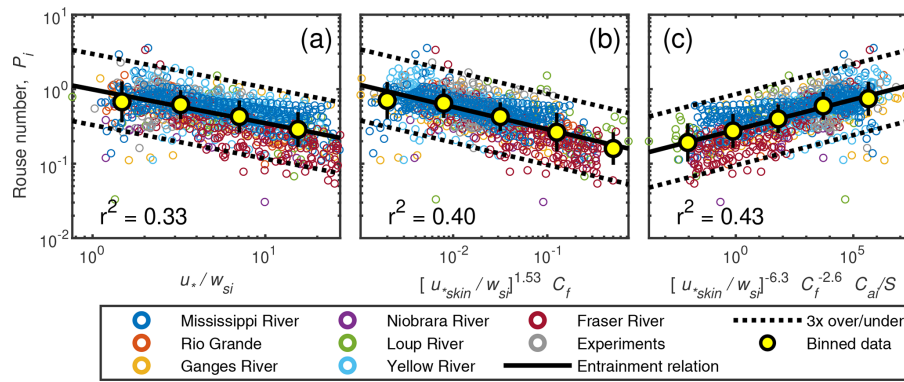 (a)
(b)
(c)
Rouse number, P_i
10^1
10^0
10^-1
10^-2
r^2 = 0.33
r^2 = 0.40
r^2 = 0.43
10^0
10^1
10^-2
10^-1
10^0
10^5
u_* / w_si
[ u_*skin / w_si]^1.53 C_f
[ u_*skin / w_si]^-6.3 C_f^-2.6 C_ai/S
Mississippi River
Niobrara River
Fraser River
3x over/under
Rio Grande
Loup River
Experiments
Binned data
Ganges River
Yellow River
Entrainment relation